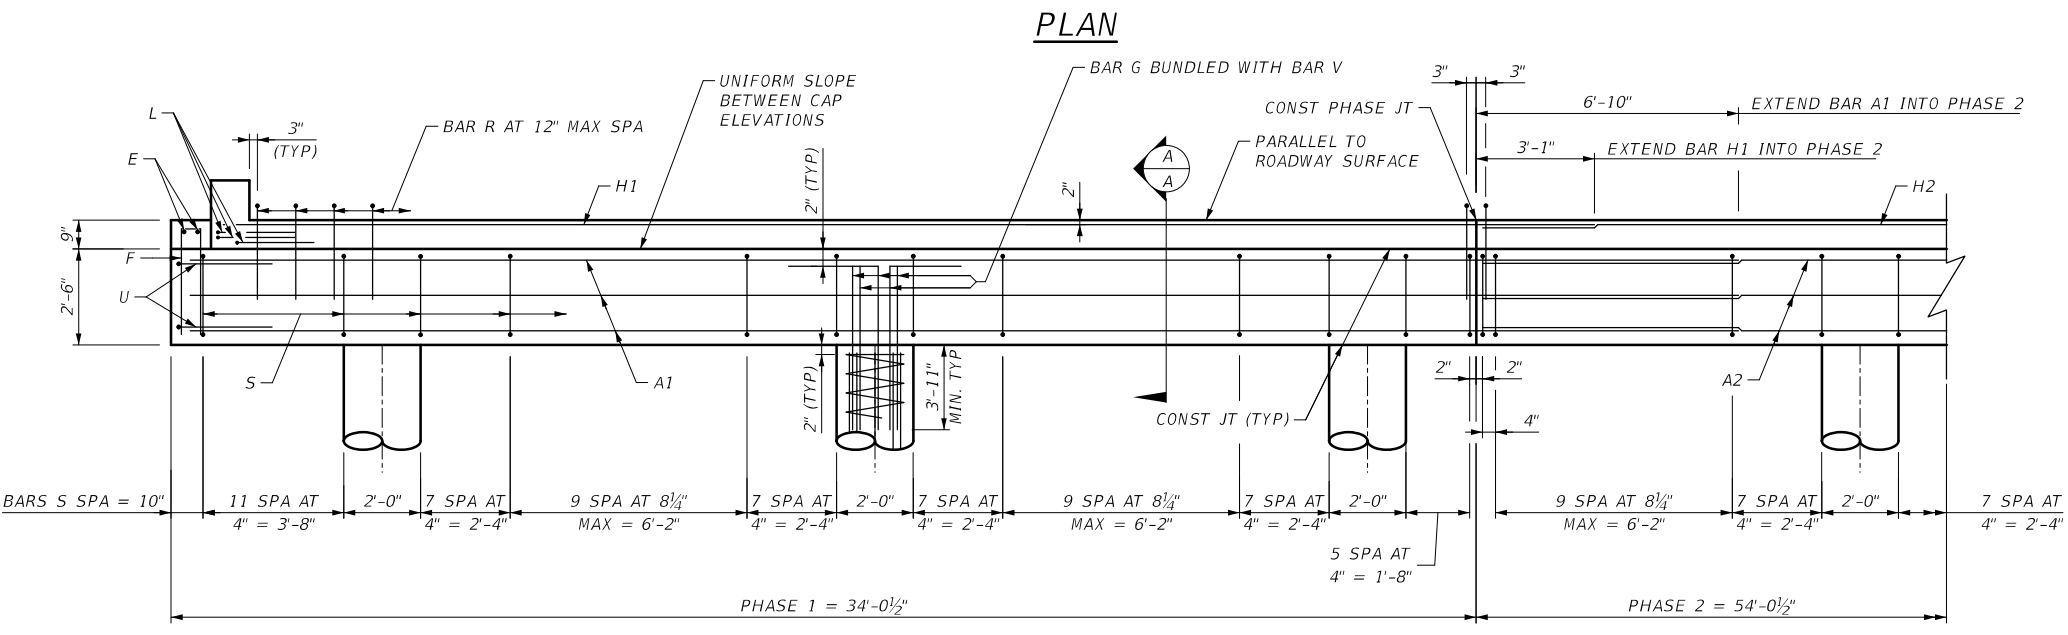 PLAN
UNIFORM SLOPE
BETWEEN CAP
ELEVATIONS
BAR G BUNDLED WITH BAR V
3" 3"
CONST PHASE JT
6'-10"
EXTEND BAR A1 INTO PHASE 2
L
3"
(TYP)
BAR R AT 12" MAX SPA
PARALLEL TO
ROADWAY SURFACE
3'-1"
EXTEND BAR H1 INTO PHASE 2
E
A
A
2" (TYP)
H1
2"
H2
9"
F
U
2'-6"
S
A1
2" (TYP)
3'-11"
MIN. TYP
2" 2"
A2
CONST JT (TYP)
4"
BARS S SPA = 10"
11 SPA AT
4" = 3'-8"
2'-0"
7 SPA AT
4" = 2'-4"
9 SPA AT 8¼"
MAX = 6'-2"
7 SPA AT
4" = 2'-4"
2'-0"
7 SPA AT
4" = 2'-4"
9 SPA AT 8¼"
MAX = 6'-2"
7 SPA AT
4" = 2'-4"
2'-0"
5 SPA AT
4" = 1'-8"
9 SPA AT 8¼"
MAX = 6'-2"
7 SPA AT
4" = 2'-4"
2'-0"
7 SPA AT
4" = 2'-4"
PHASE 1 = 34'-0½"
PHASE 2 = 54'-0½"